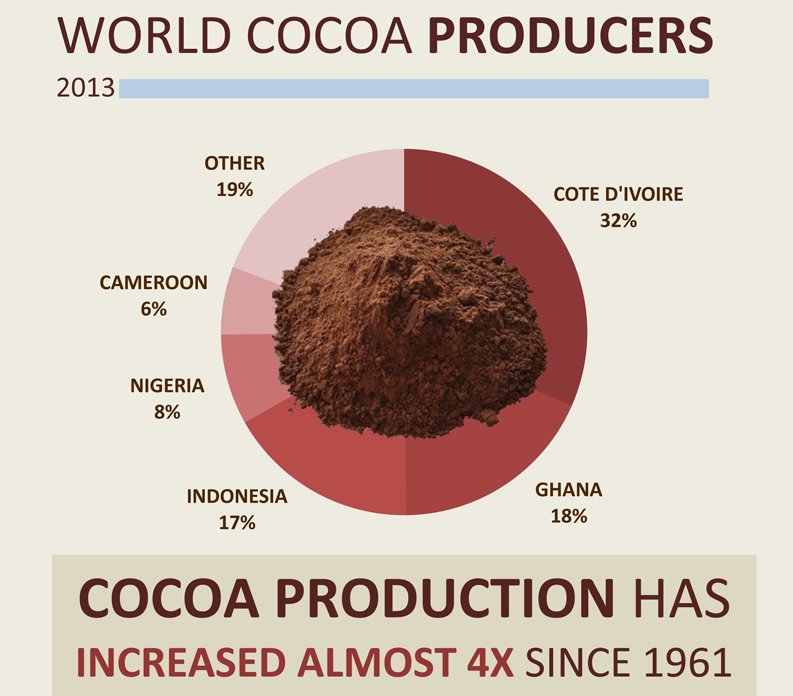 WORLD COCOA PRODUCERS
2013
OTHER
19%
COTE D'IVOIRE
32%
CAMEROON
6%
NIGERIA
8%
INDONESIA
17%
GHANA
18%
COCOA PRODUCTION HAS
INCREASED ALMOST 4X SINCE 1961